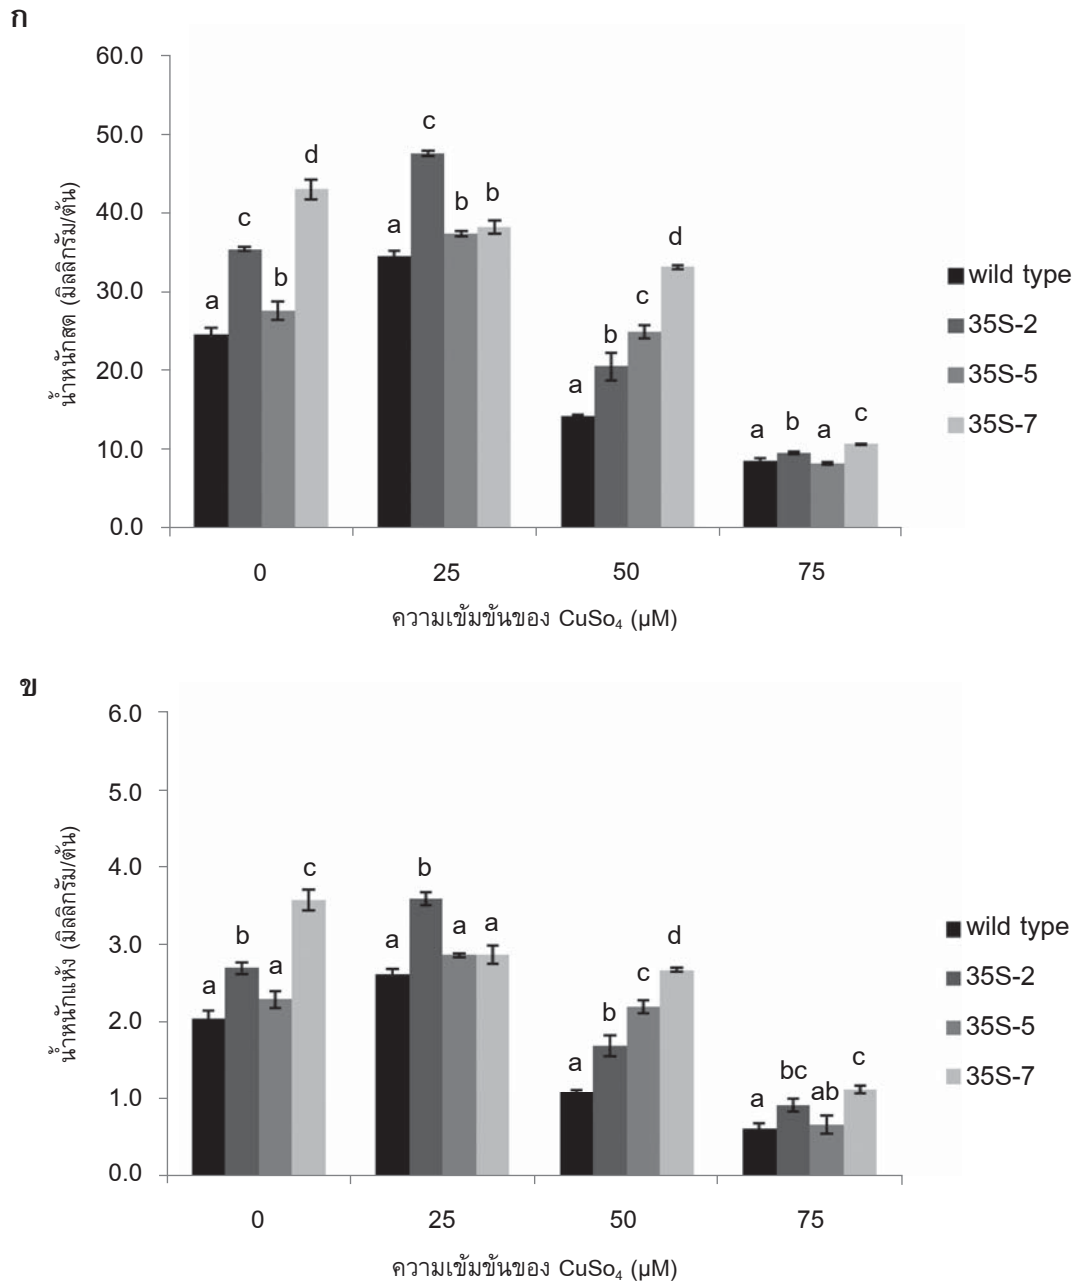 ก
60.0
50.0
40.0
30.0
20.0
10.0
0.0
น้ำหนักสด (มิลลิกรัม/ต้น)
a c b d
a c b b
a b c d
a b a c
0 25 50 75
ความเข้มข้นของ CuSo₄ (µM)
wild type
35S-2
35S-5
35S-7
ข
6.0
5.0
4.0
3.0
2.0
1.0
0.0
น้ำหนักแห้ง (มิลลิกรัม/ต้น)
a b a c
a b a a
a b c d
a bc ab c
0 25 50 75
ความเข้มข้นของ CuSo₄ (µM)
wild type
35S-2
35S-5
35S-7